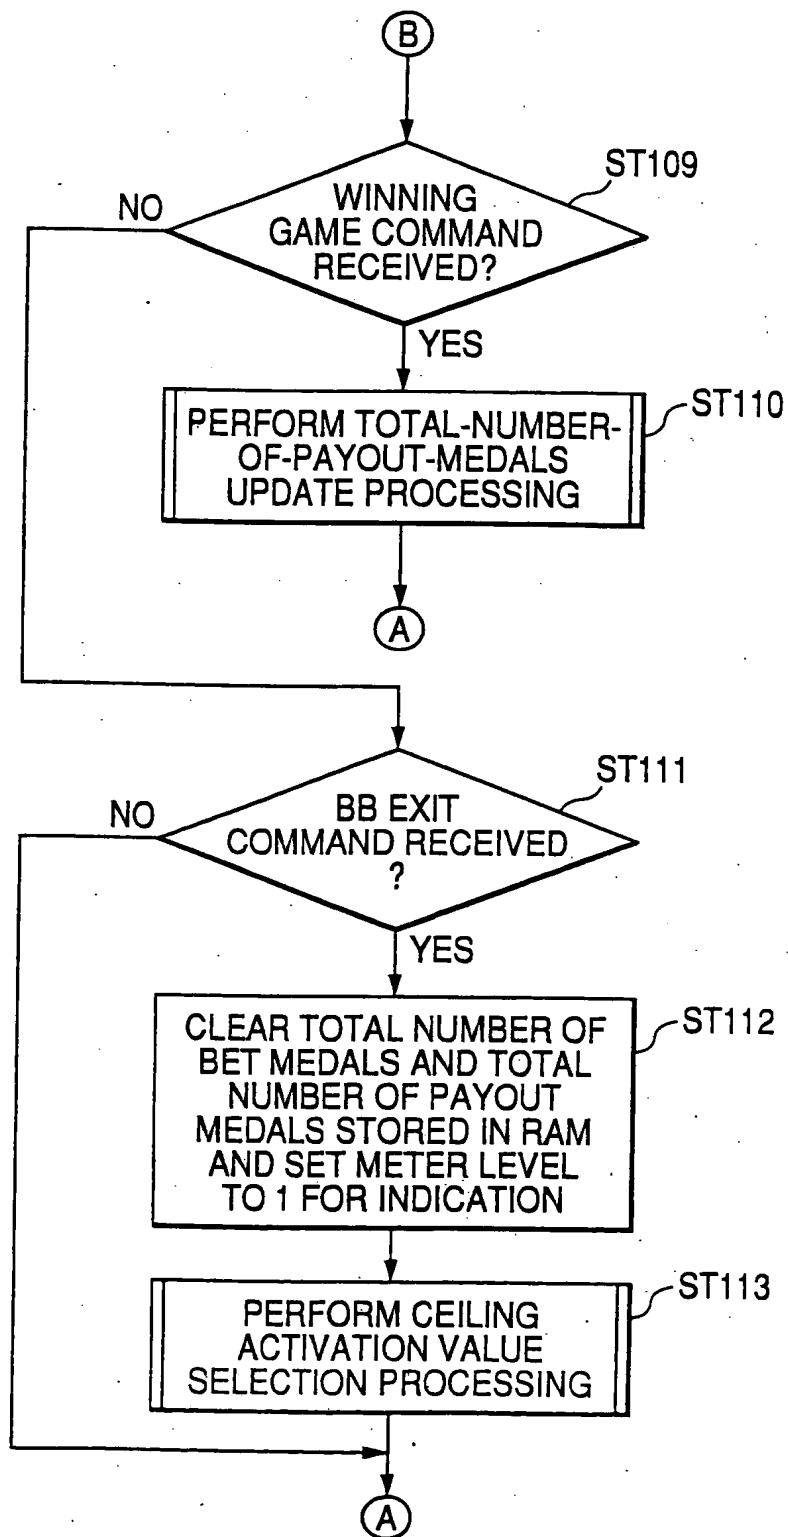 B
ST109
WINNING
GAME COMMAND
RECEIVED?
NO
YES
ST110
PERFORM TOTAL-NUMBER-
OF-PAYOUT-MEDALS
UPDATE PROCESSING
A
ST111
BB EXIT
COMMAND RECEIVED
?
NO
YES
ST112
CLEAR TOTAL NUMBER OF
BET MEDALS AND TOTAL
NUMBER OF PAYOUT
MEDALS STORED IN RAM
AND SET METER LEVEL
TO 1 FOR INDICATION
ST113
PERFORM CEILING
ACTIVATION VALUE
SELECTION PROCESSING
A